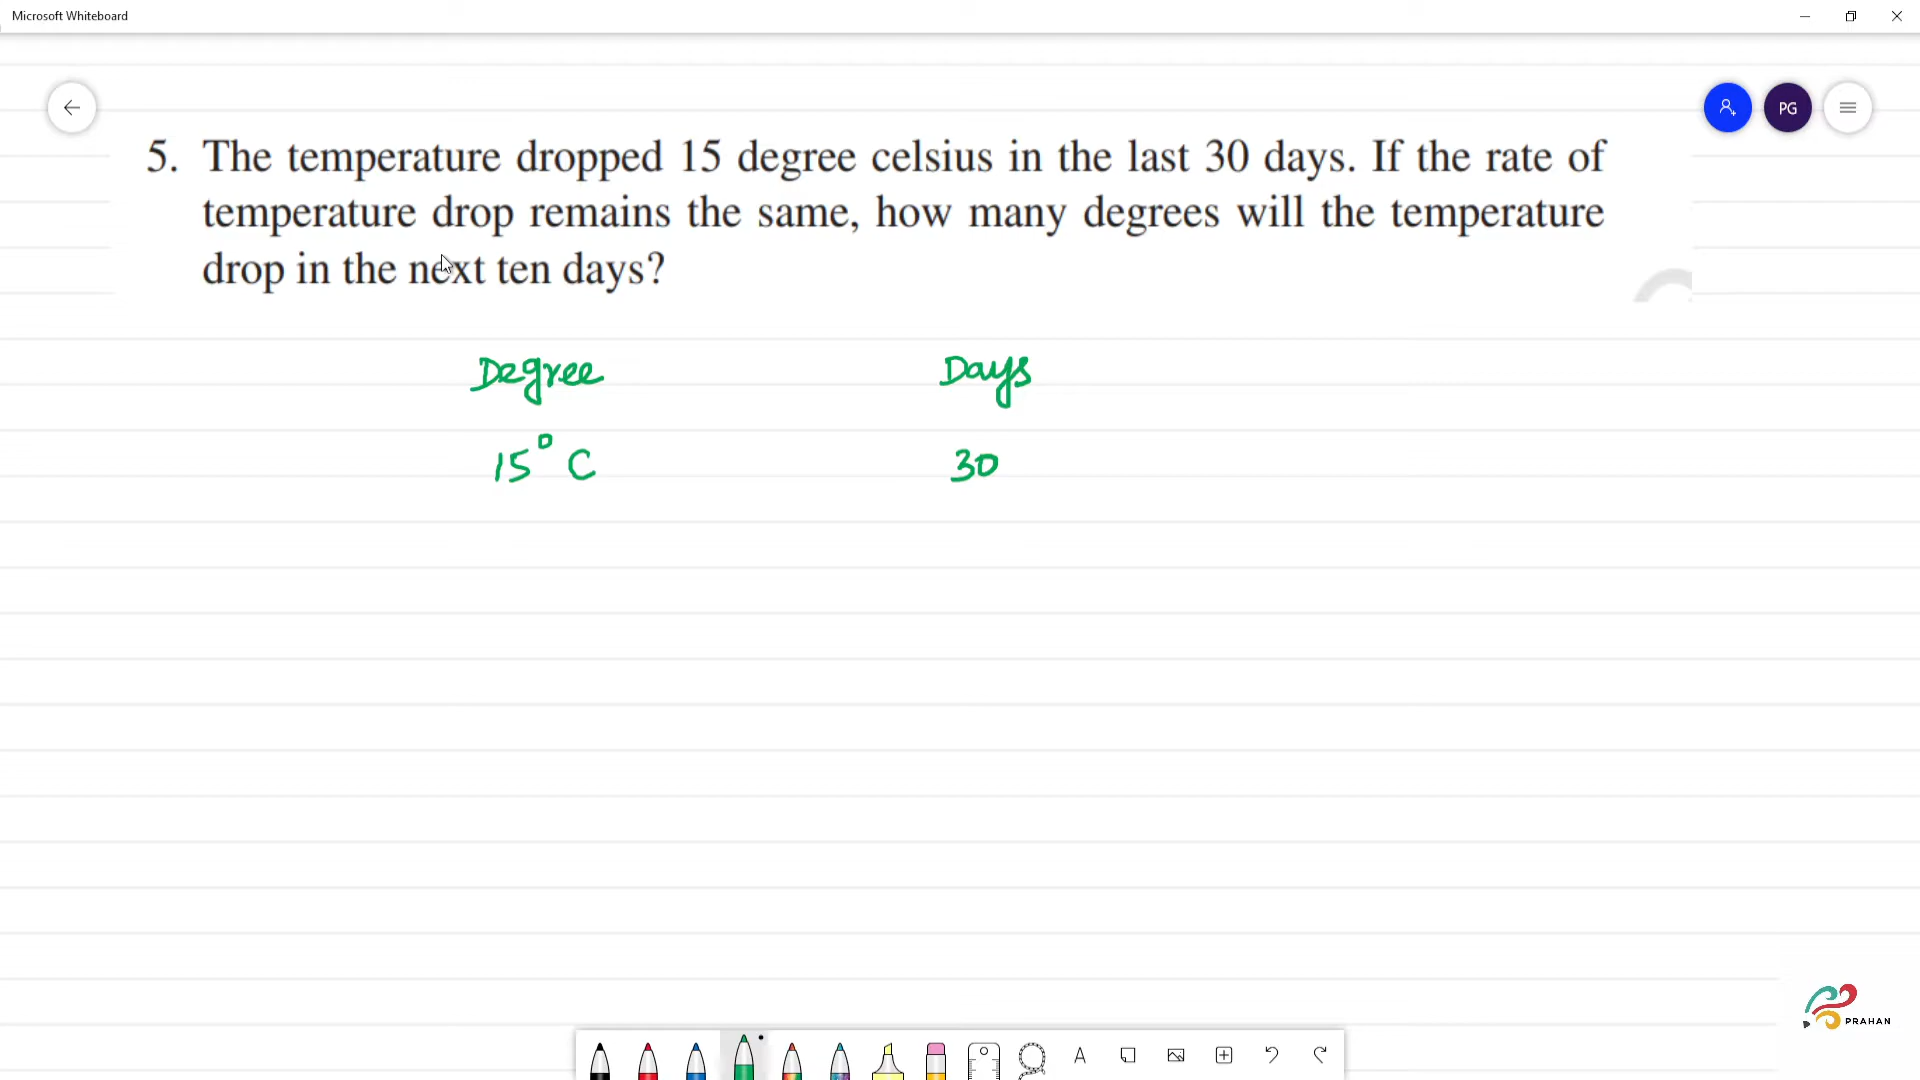 Microsoft Whiteboard
PG
5. The temperature dropped 15 degree celsius in the last 30 days. If the rate of
temperature drop remains the same, how many degrees will the temperature
drop in the next ten days?
Degree Days
15° C 30
PRAHAN
A